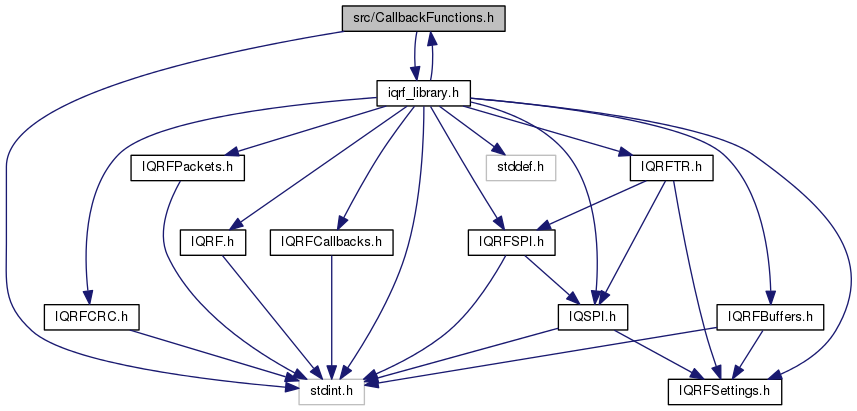 src/CallbackFunctions.h
iqrf_library.h
IQRFPackets.h
stddef.h
IQRFTR.h
IQRF.h
IQRFCallbacks.h
IQRFSPI.h
IQRFCRC.h
IQSPI.h
IQRFBuffers.h
stdint.h
IQRFSettings.h